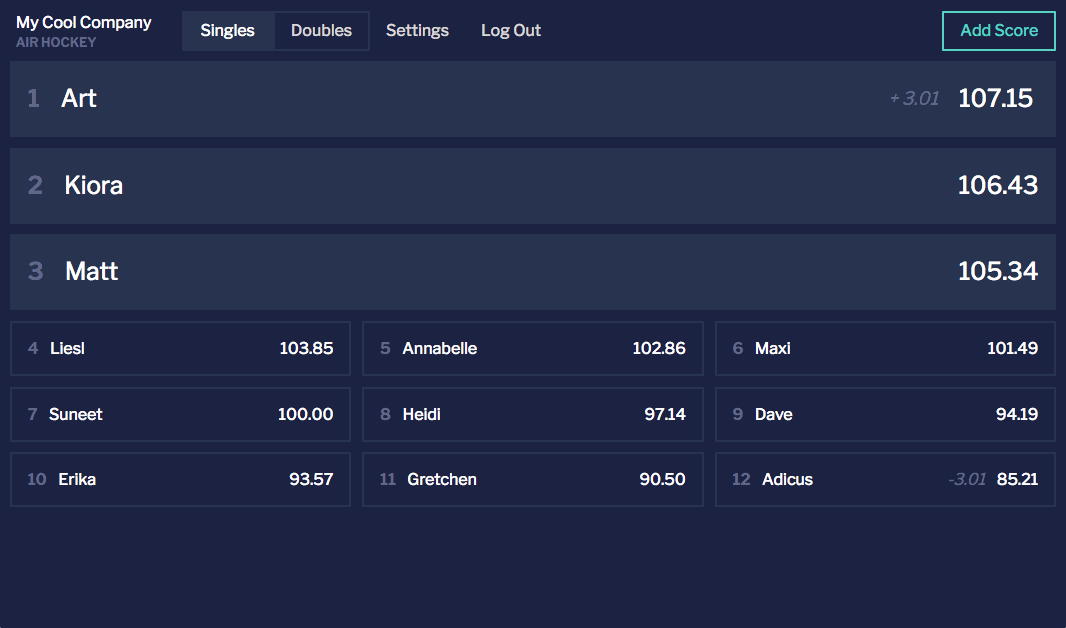 My Cool Company
AIR HOCKEY
Singles Doubles Settings Log Out Add Score
1 Art + 3.01 107.15
2 Kiora 106.43
3 Matt 105.34
4 Liesl 103.85 5 Annabelle 102.86 6 Maxi 101.49
7 Suneet 100.00 8 Heidi 97.14 9 Dave 94.19
10 Erika 93.57 11 Gretchen 90.50 12 Adicus -3.01 85.21